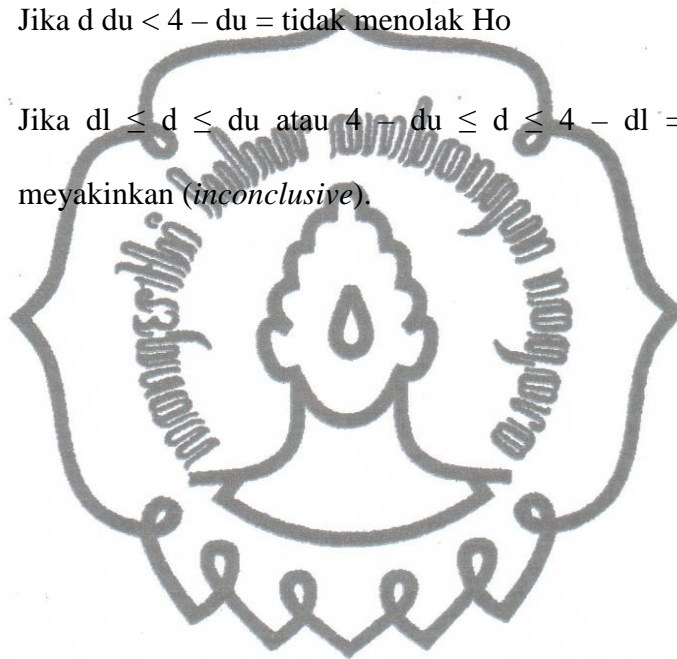 Jika d du < 4 – du = tidak menolak Ho
Jika dl ≤ d ≤ du atau 4 – du ≤ d ≤ 4 – dl =
meyakinkan (inconclusive).